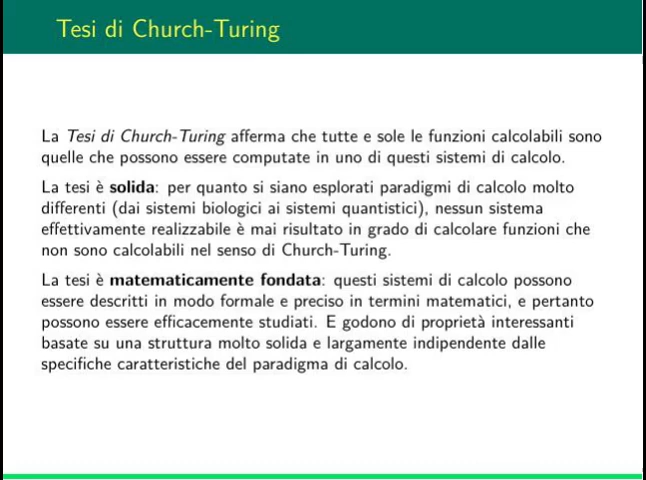 Tesi di Church-Turing
La Tesi di Church-Turing afferma che tutte e sole le funzioni calcolabili sono
quelle che possono essere computate in uno di questi sistemi di calcolo.
La tesi è solida: per quanto si siano esplorati paradigmi di calcolo molto
differenti (dai sistemi biologici ai sistemi quantistici), nessun sistema
effettivamente realizzabile è mai risultato in grado di calcolare funzioni che
non sono calcolabili nel senso di Church-Turing.
La tesi è matematicamente fondata: questi sistemi di calcolo possono
essere descritti in modo formale e preciso in termini matematici, e pertanto
possono essere efficacemente studiati. E godono di proprietà interessanti
basate su una struttura molto solida e largamente indipendente dalle
specifiche caratteristiche del paradigma di calcolo.